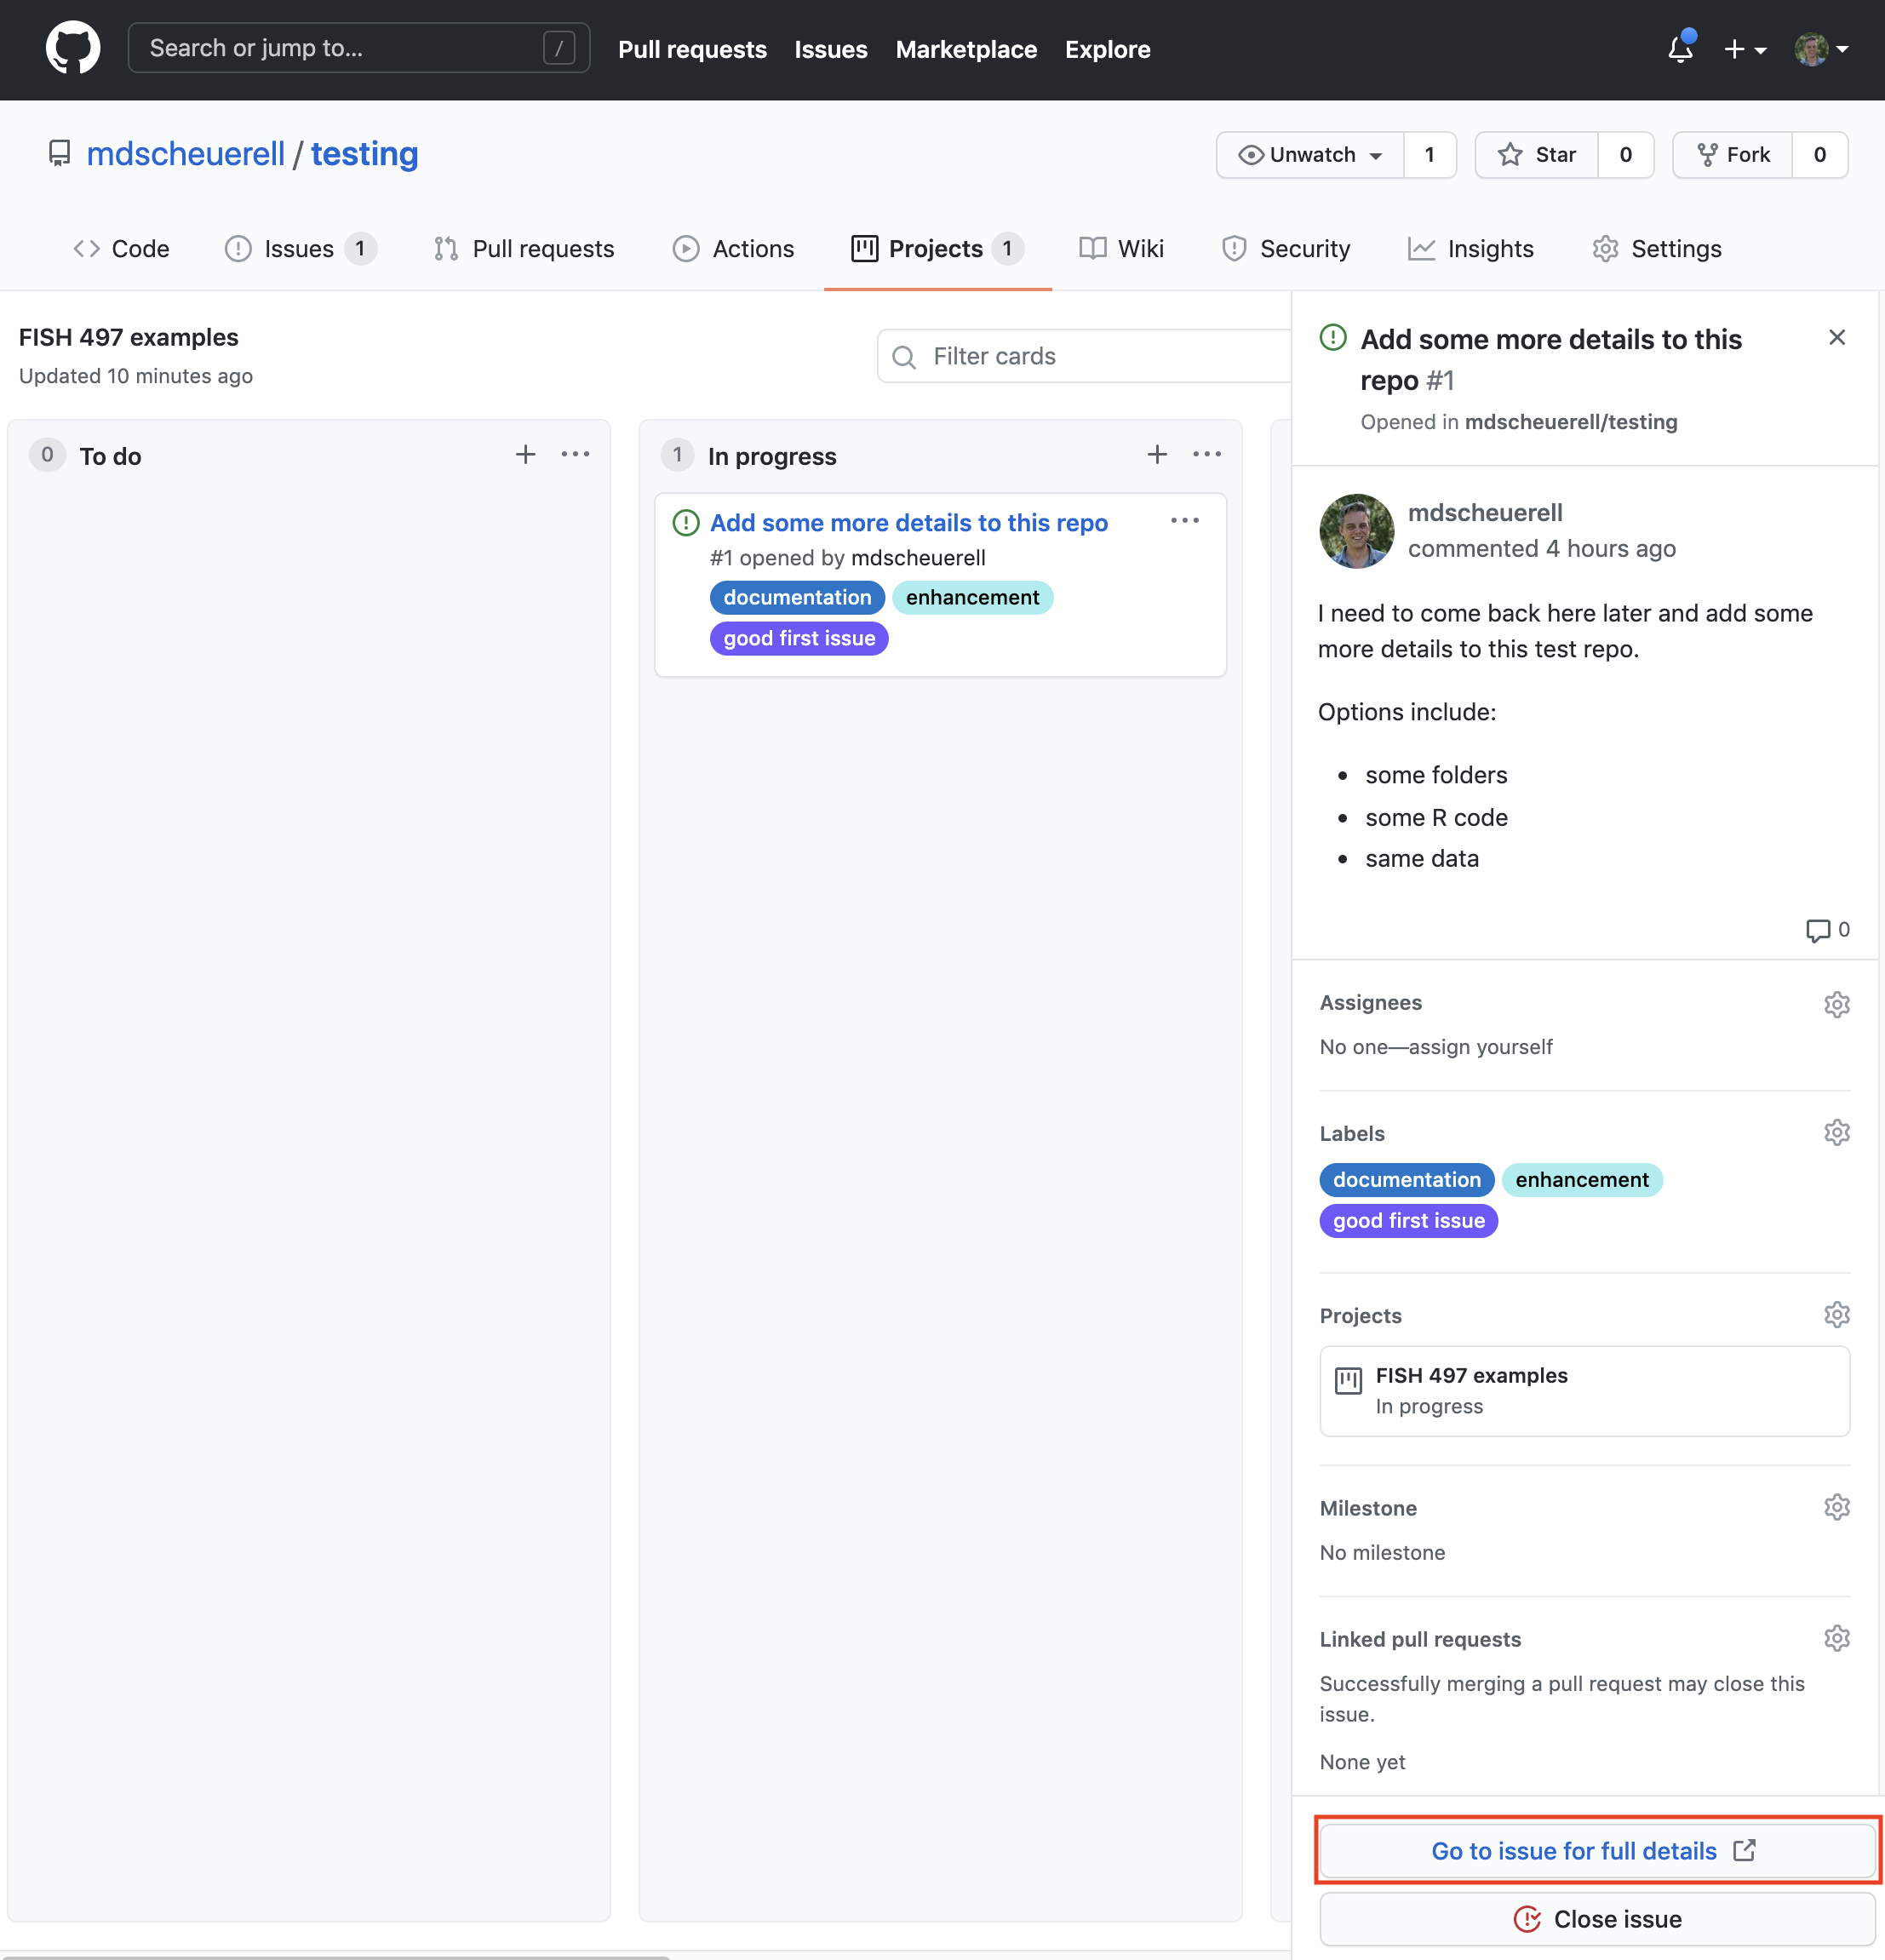 Search or jump to... /
Pull requests Issues Marketplace Explore
mdscheuerell / testing
Unwatch 1 Star 0 Fork 0
Code Issues 1 Pull requests Actions Projects 1 Wiki Security Insights Settings
FISH 497 examples
Updated 10 minutes ago
Filter cards
0 To do
1 In progress
Add some more details to this repo
#1 opened by mdscheuerell
documentation enhancement
good first issue
Add some more details to this
repo #1
Opened in mdscheuerell/testing
mdscheuerell
commented 4 hours ago
I need to come back here later and add some
more details to this test repo.
Options include:
• some folders
• some R code
• same data
0
Assignees
No one—assign yourself
Labels
documentation enhancement
good first issue
Projects
FISH 497 examples
In progress
Milestone
No milestone
Linked pull requests
Successfully merging a pull request may close this
issue.
None yet
Go to issue for full details
Close issue